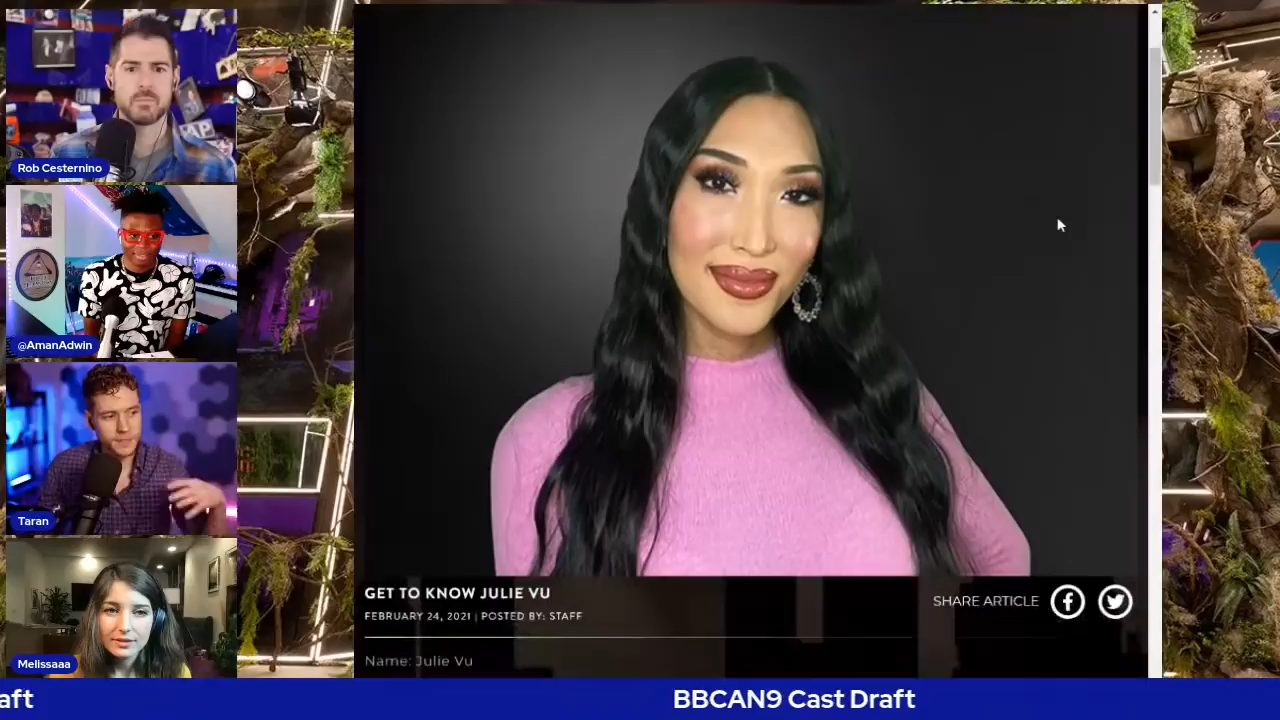 Rob Cesternino
@AmanAdwin
Taran
Melissaaa
GET TO KNOW JULIE VU
FEBRUARY 24, 2021 | POSTED BY: STAFF
SHARE ARTICLE
Name: Julie Vu
aft
BBCAN9 Cast Draft